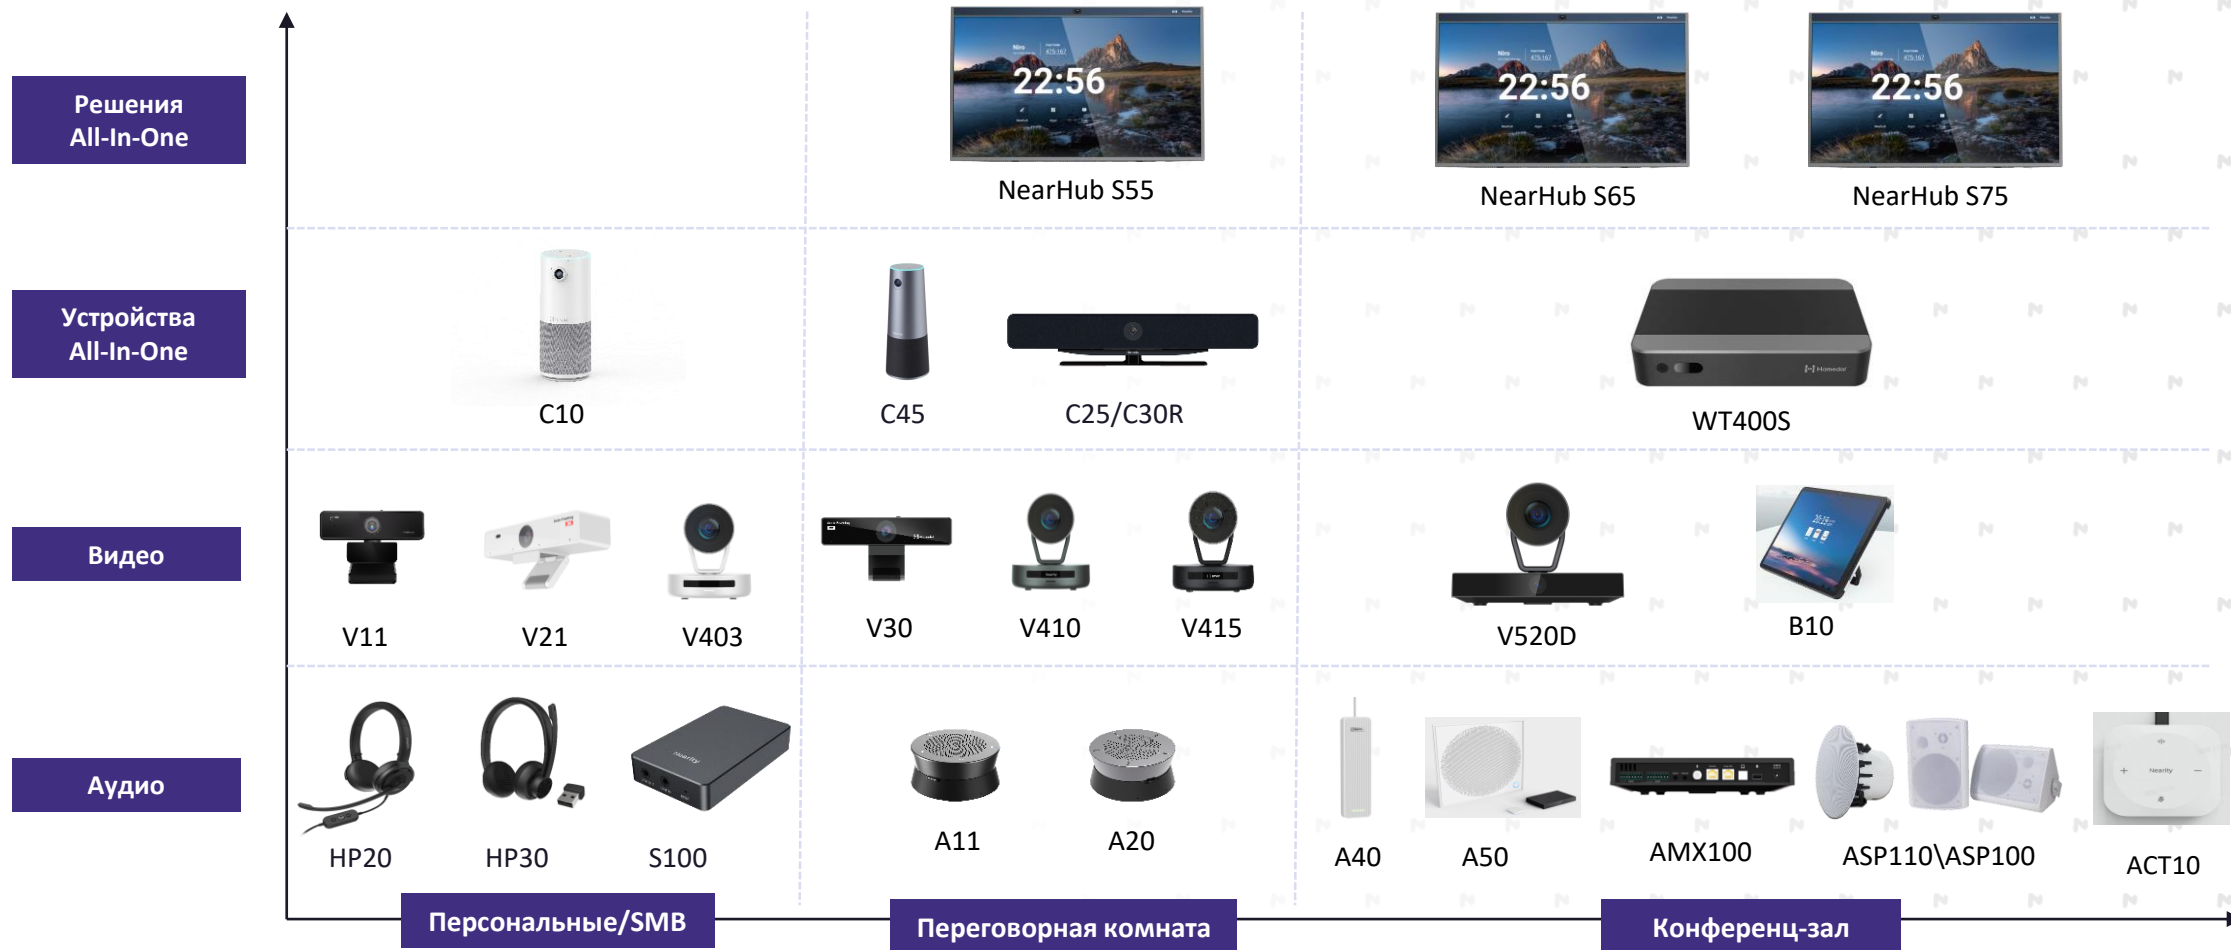 Решения
All-In-One
22:56
22:56
22:56
NearHub S55
NearHub S65
NearHub S75
Устройства
All-In-One
C10
C45
C25/C30R
WT400S
Видео
V11
V21
V403
V30
V410
V415
V520D
B10
Аудио
nearity
Nearity
HP20
HP30
S100
A11
A20
A40
A50
AMX100
ASP110\ASP100
ACT10
Персональные/SMB
Переговорная комната
Конференц-зал